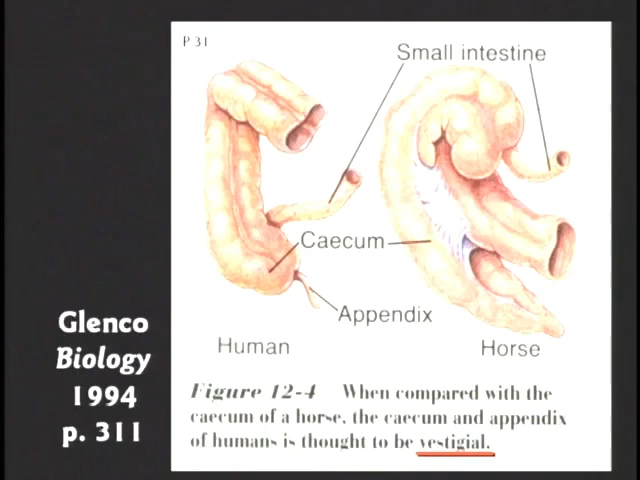 P 31
Small intestine
Caecum
Appendix
Human
Horse
Figure 12-4 When compared with the
caecum of a horse, the caecum and appendix
of humans is thought to be vestigial.
Glenco
Biology
1994
p. 311